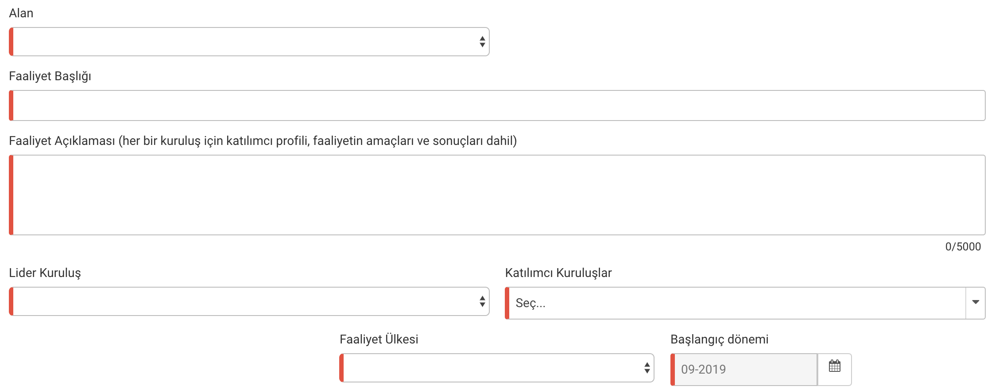 Alan
Faaliyet Başlığı
Faaliyet Açıklaması (her bir kuruluş için katılımcı profili, faaliyetin amaçları ve sonuçları dahil)
0/5000
Lider Kuruluş
Katılımcı Kuruluşlar
Seç...
Faaliyet Ülkesi
Başlangıç dönemi
09-2019